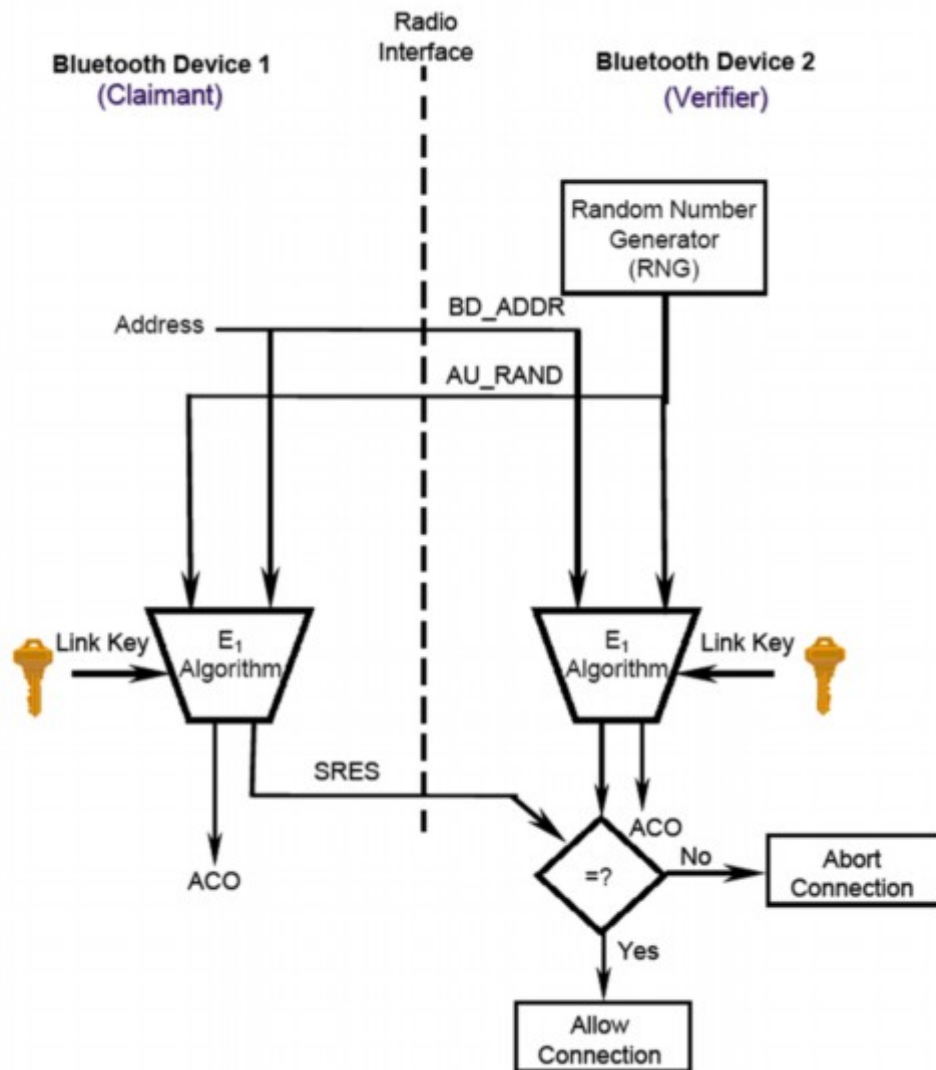 Radio
Interface
Bluetooth Device 1
(Claimant)
Bluetooth Device 2
(Verifier)
Random Number
Generator
(RNG)
Address
BD_ADDR
AU_RAND
Link Key
E1
Algorithm
E1
Algorithm
Link Key
SRES
ACO
ACO
=?
No
Abort
Connection
Yes
Allow
Connection